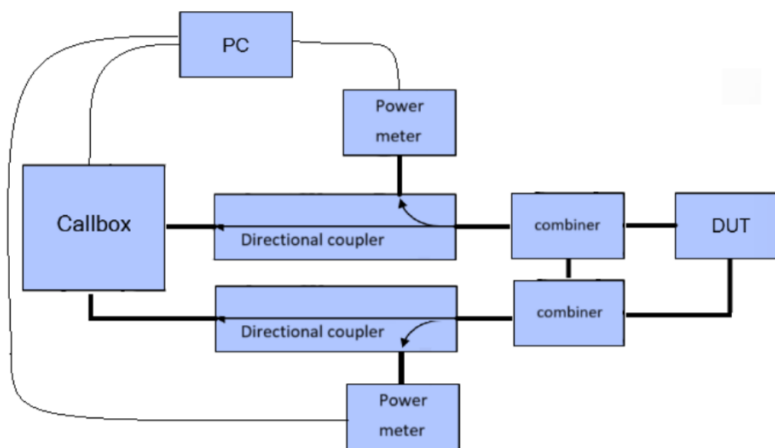 PC
Power
meter
Callbox
Directional coupler
combiner
DUT
Directional coupler
combiner
Power
meter